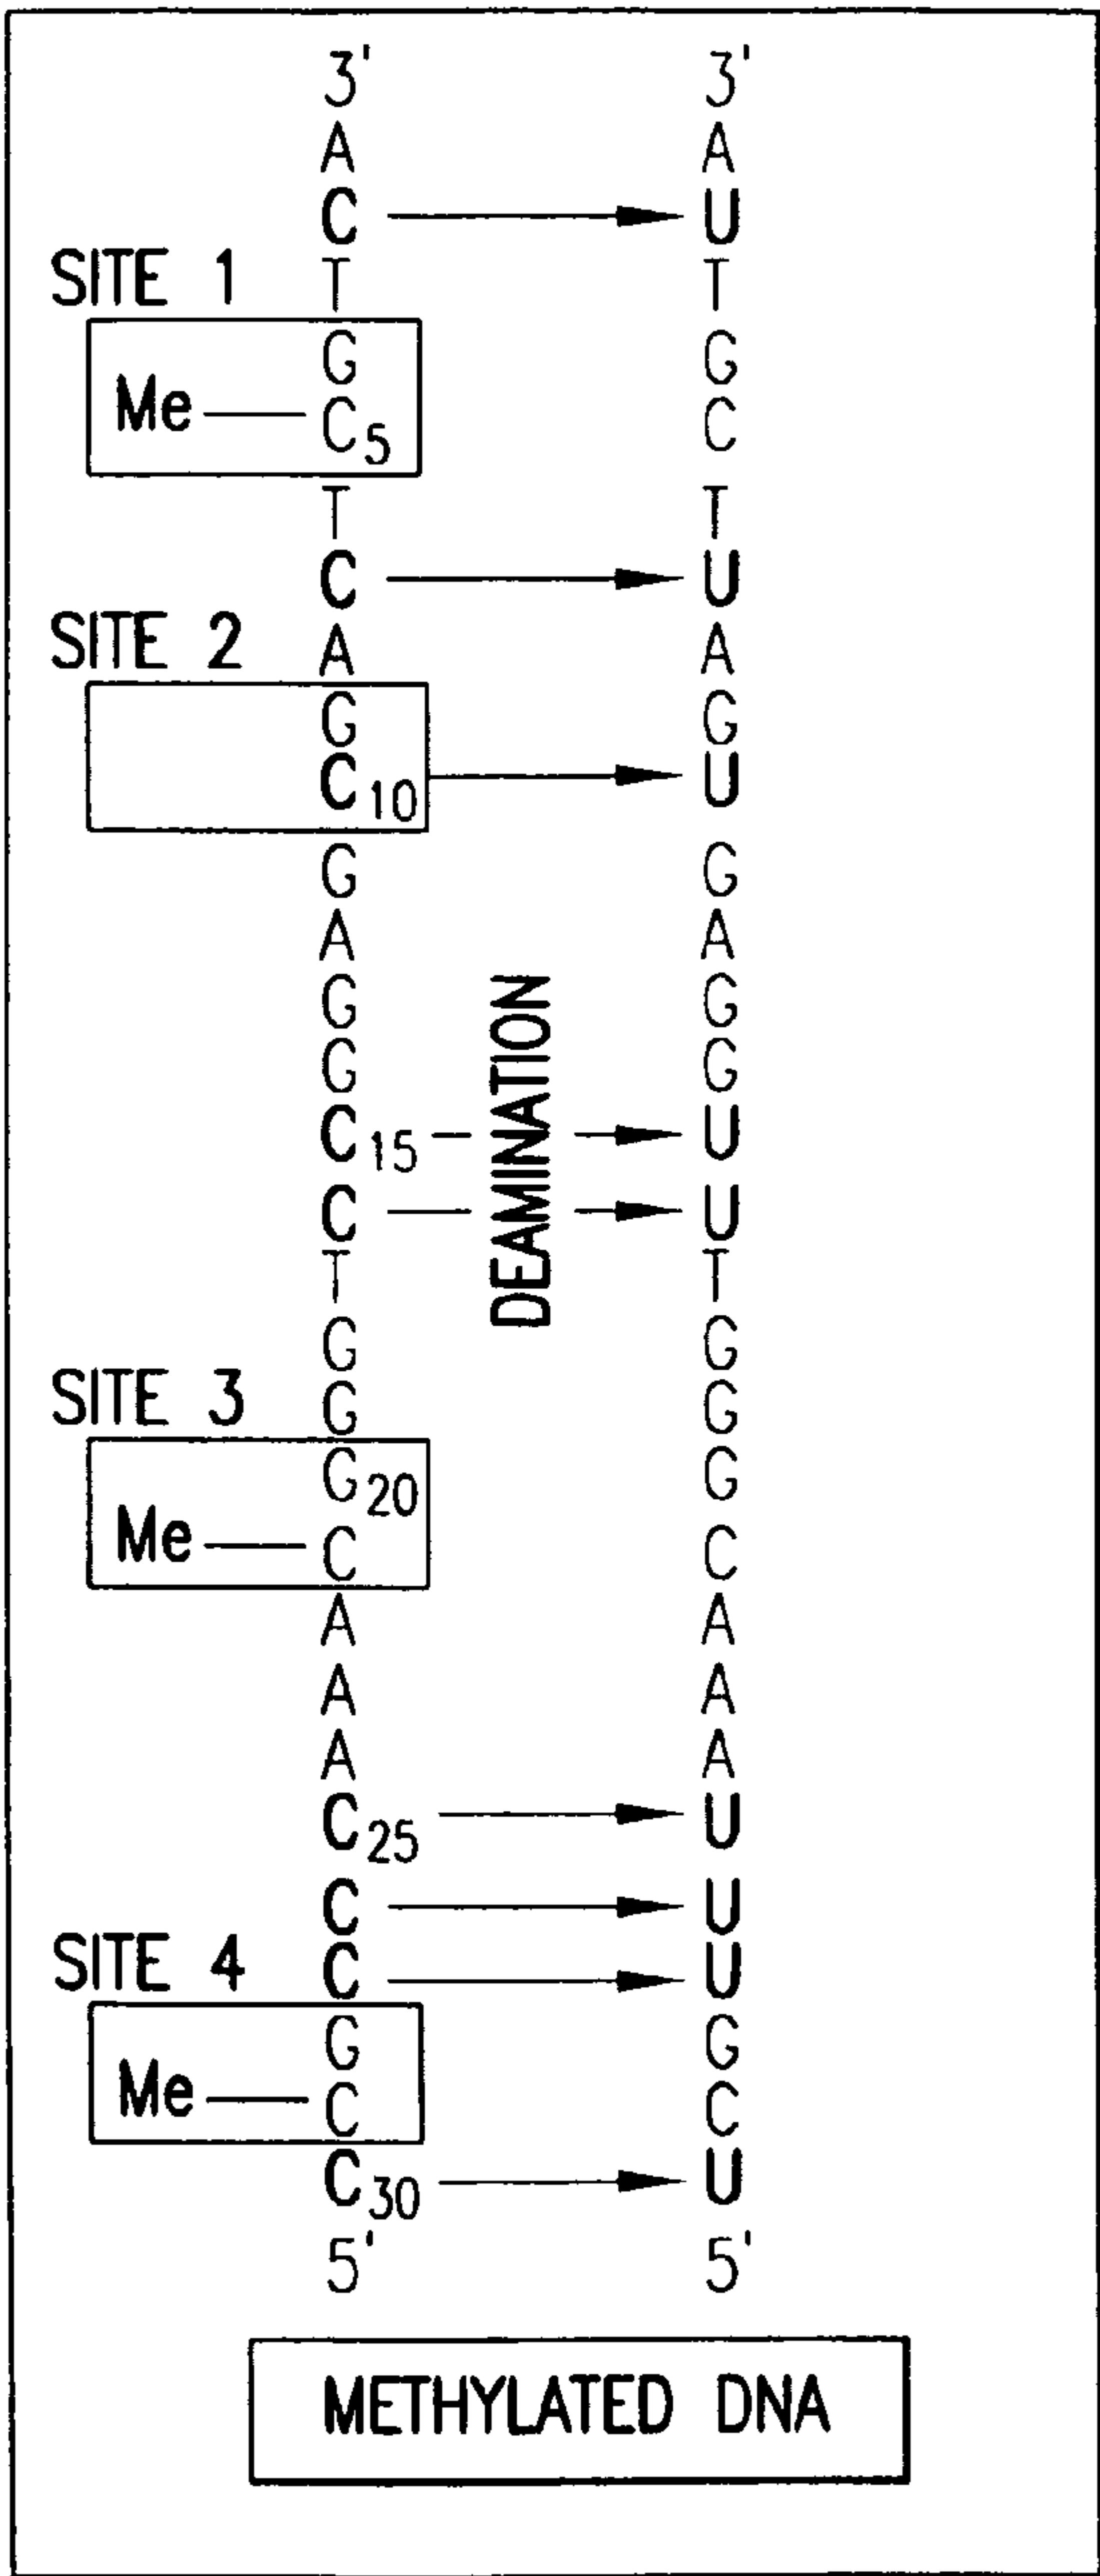 3' 3'
A A
C U
SITE 1
T T
G G
Me C5 C
T T
C U
SITE 2 A A
G G
C10 U
G G
A A
G G
G G
DEAMINATION
C15 U
C U
T T
G G
SITE 3 G G
G20 G
Me C C
A A
A A
A A
C25 U
C U
SITE 4 C U
G G
Me C C
C30 U
5' 5'
METHYLATED DNA